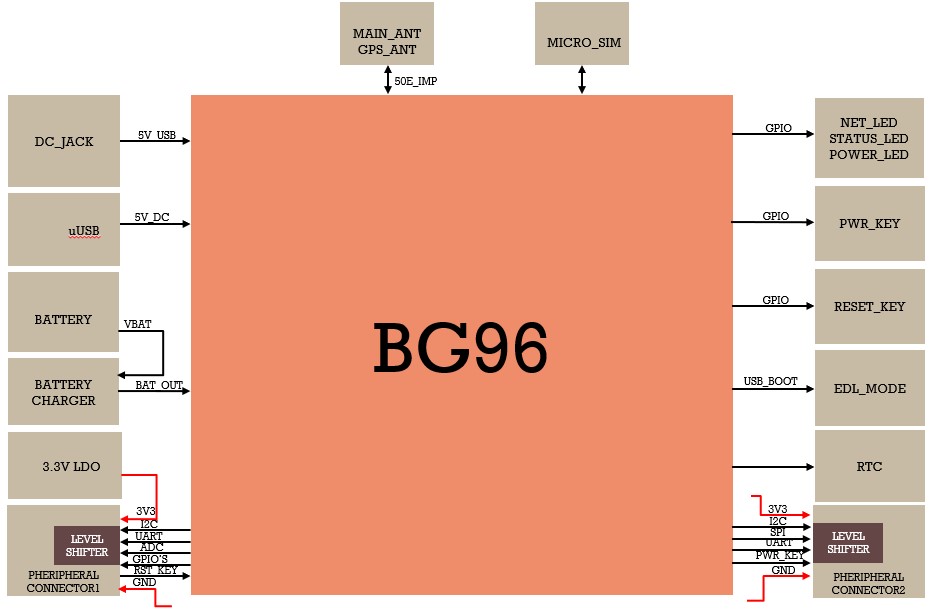 MAIN_ANT
GPS_ANT
MICRO_SIM
50E_IMP
DC_JACK
5V_USB
uUSB
5V_DC
BATTERY
VBAT
BATTERY
CHARGER
BAT_OUT
3.3V LDO
3V3
I2C
UART
ADC
GPIO'S
RST_KEY
GND
LEVEL
SHIFTER
PHERIPHERAL
CONNECTOR1
BG96
GPIO
NET_LED
STATUS_LED
POWER_LED
GPIO
PWR_KEY
GPIO
RESET_KEY
USB_BOOT
EDL_MODE
RTC
3V3
I2C
SPI
UART
PWR_KEY
GND
LEVEL
SHIFTER
PHERIPHERAL
CONNECTOR2